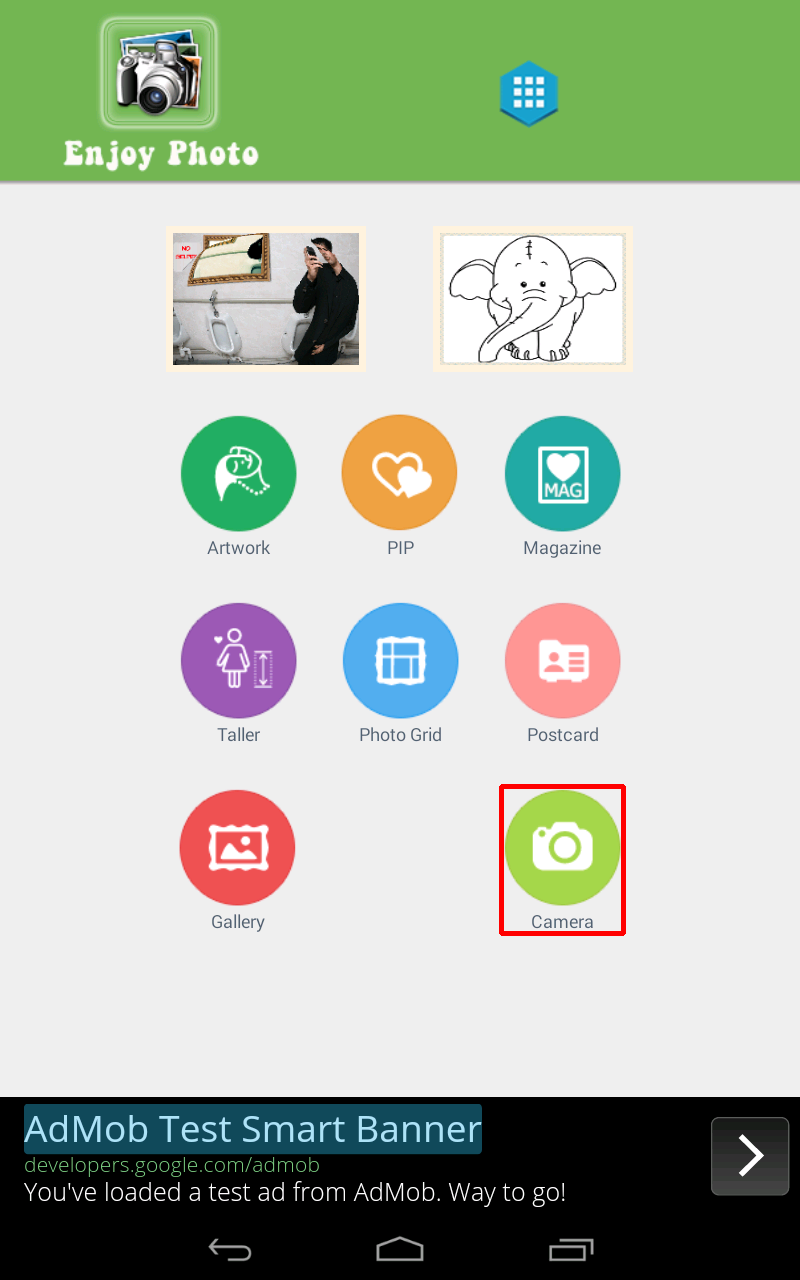 Enjoy Photo
NO
Artwork
PIP
MAG
Magazine
Taller
Photo Grid
Postcard
Gallery
Camera
AdMob Test Smart Banner
developers.google.com/admob
You've loaded a test ad from AdMob. Way to go!